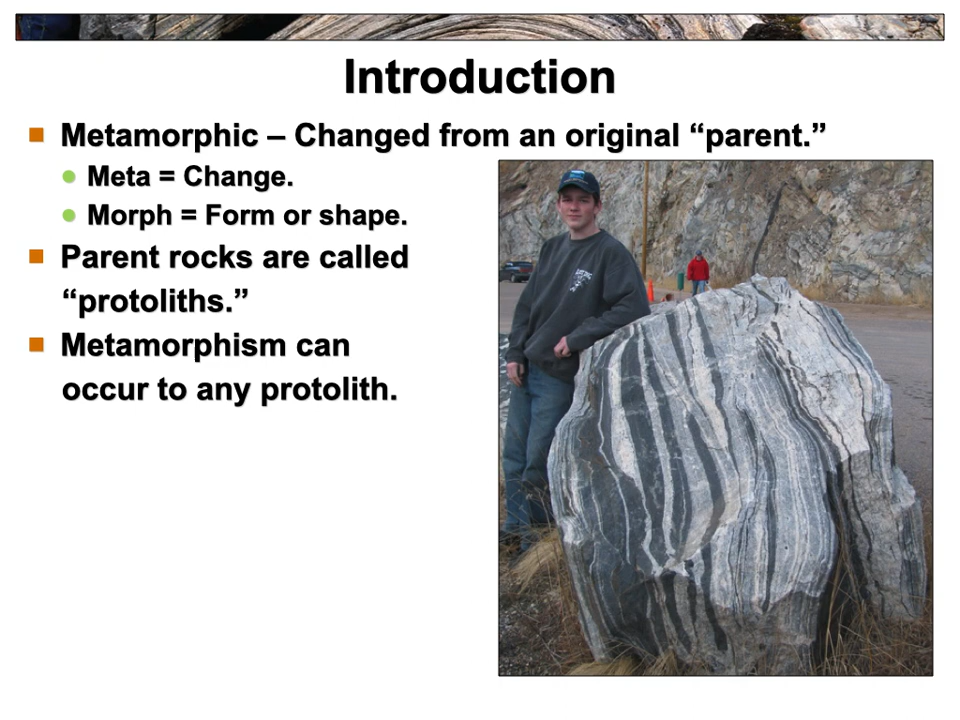 Introduction
Metamorphic – Changed from an original “parent.”
Meta = Change.
Morph = Form or shape.
Parent rocks are called
“protoliths.”
Metamorphism can
occur to any protolith.